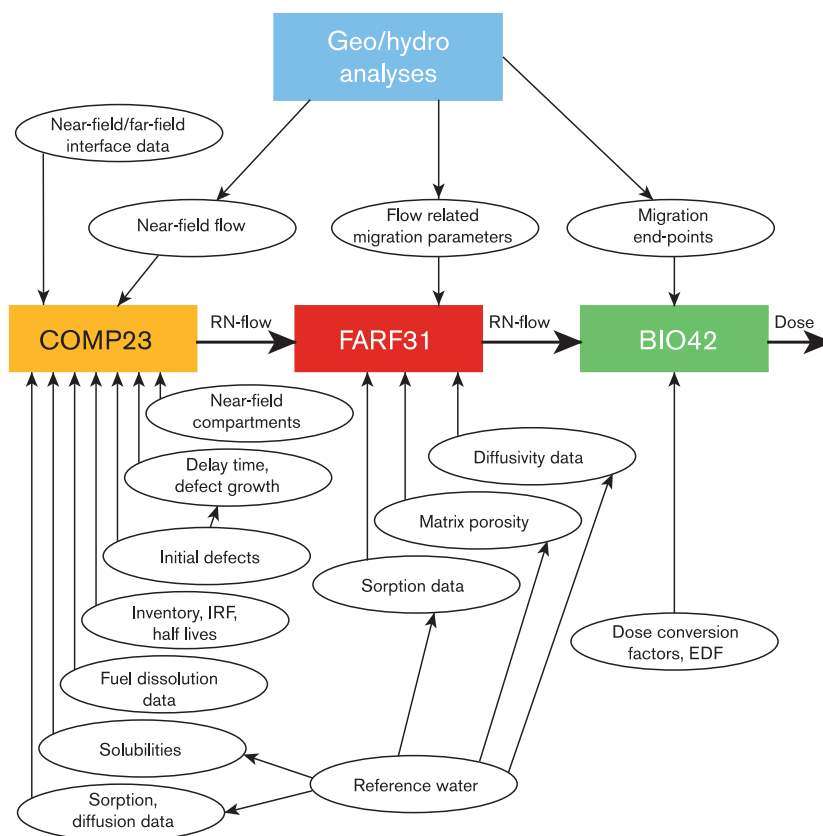 Geo/hydro
analyses
Near-field/far-field
interface data
Near-field flow
Flow related
migration parameters
Migration
end-points
COMP23
RN-flow
FARF31
RN-flow
BIO42
Dose
Near-field
compartments
Delay time,
defect growth
Diffusivity data
Initial defects
Matrix porosity
Sorption data
Inventory, IRF,
half lives
Dose conversion
factors, EDF
Fuel dissolution
data
Solubilities
Reference water
Sorption,
diffusion data